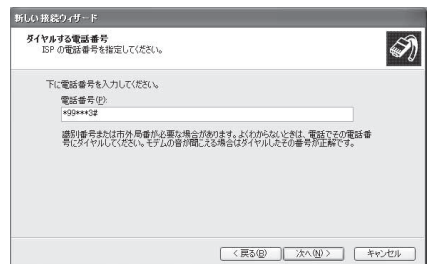 新しい接続ウィザード
ダイヤルする電話番号
ISP の電話番号を指定してください。
下に電話番号を入力してください。
電話番号(P):
*99***3#
識別番号または市外局番が必要な場合があります。よくわからないときは、電話でその電話番
号にダイヤルしてください。モデムの音が聞こえる場合はダイヤルしたその番号が正解です。
< 戻る(B)
次へ(N) >
キャンセル